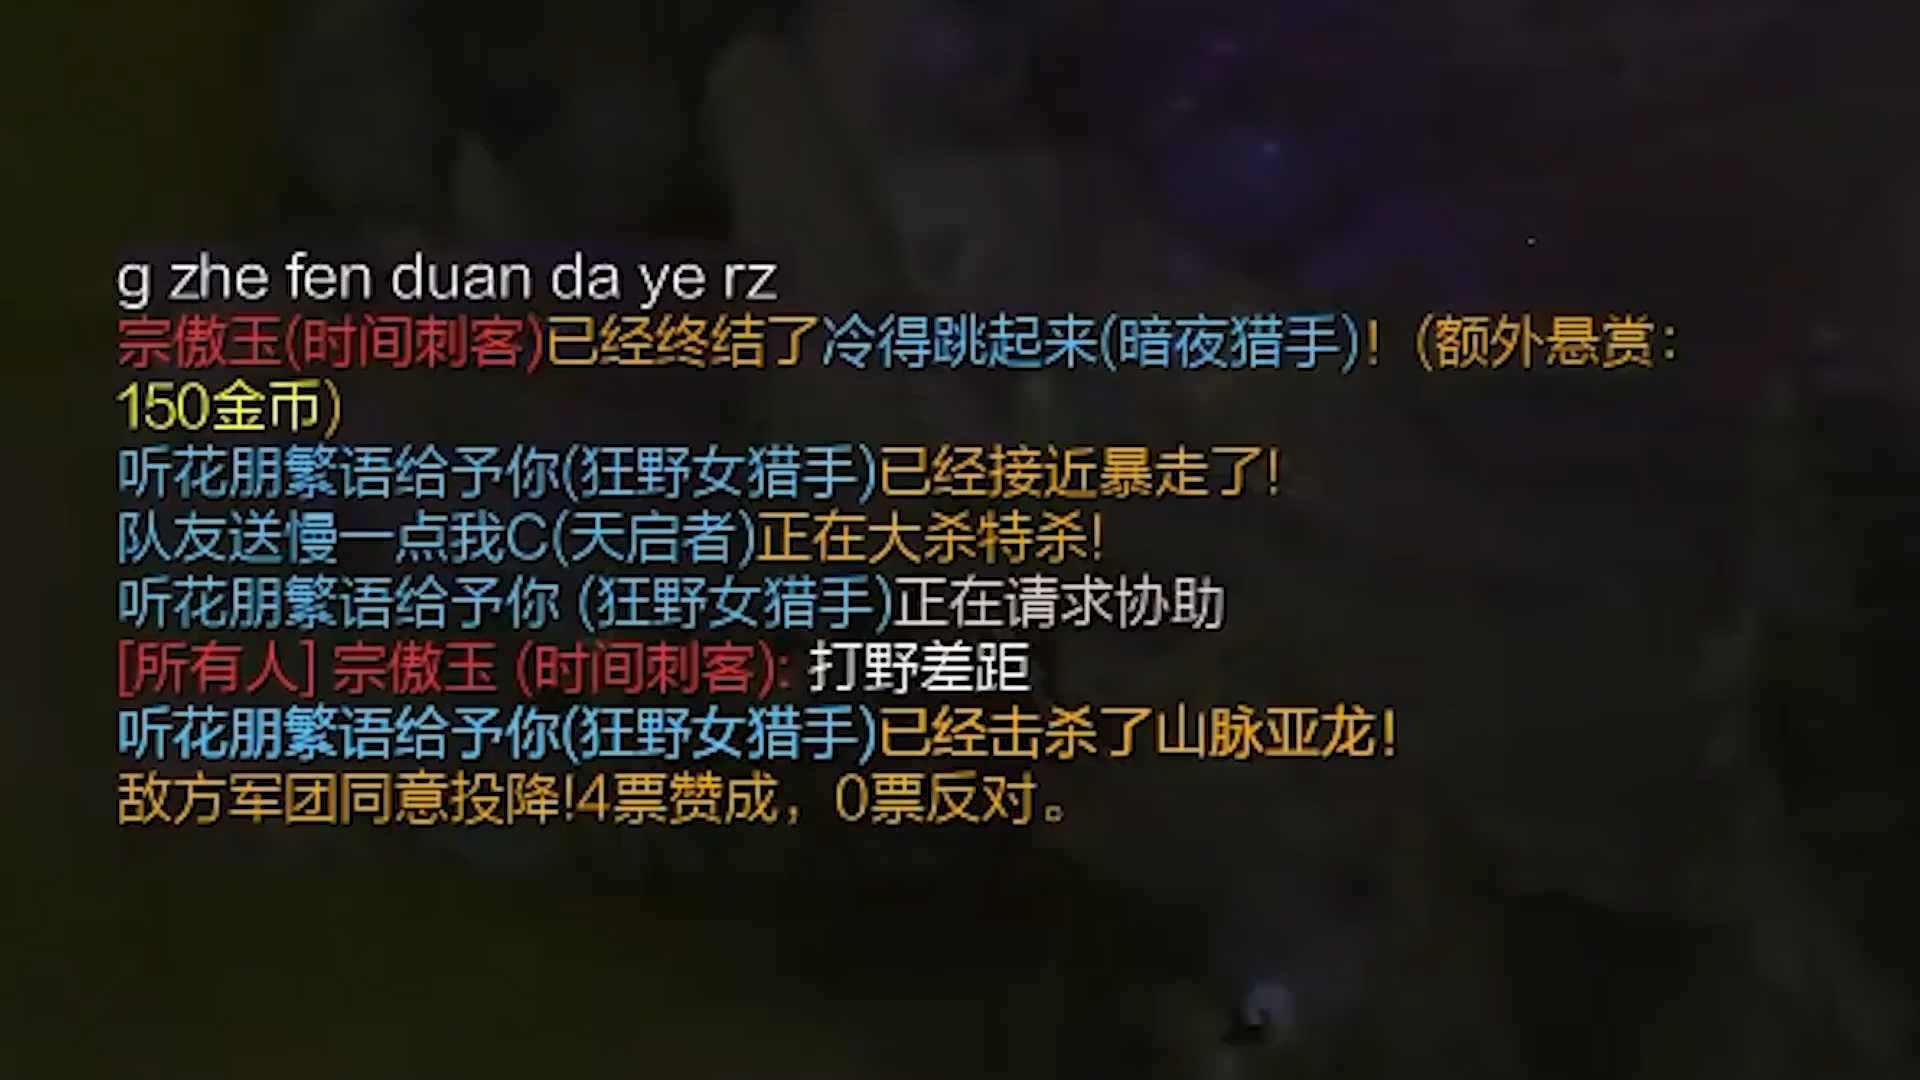 g zhe fen duan da ye rz
宗傲玉(时间刺客)已经终结了冷得跳起来(暗夜猎手)！(额外悬赏：
150金币)
听花朋繁语给予你(狂野女猎手)已经接近暴走了!
队友送慢一点我C(天启者)正在大杀特杀!
听花朋繁语给予你 (狂野女猎手)正在请求协助
[所有人] 宗傲玉 (时间刺客): 打野差距
听花朋繁语给予你(狂野女猎手)已经击杀了山脉亚龙!
敌方军团同意投降!4票赞成，0票反对。